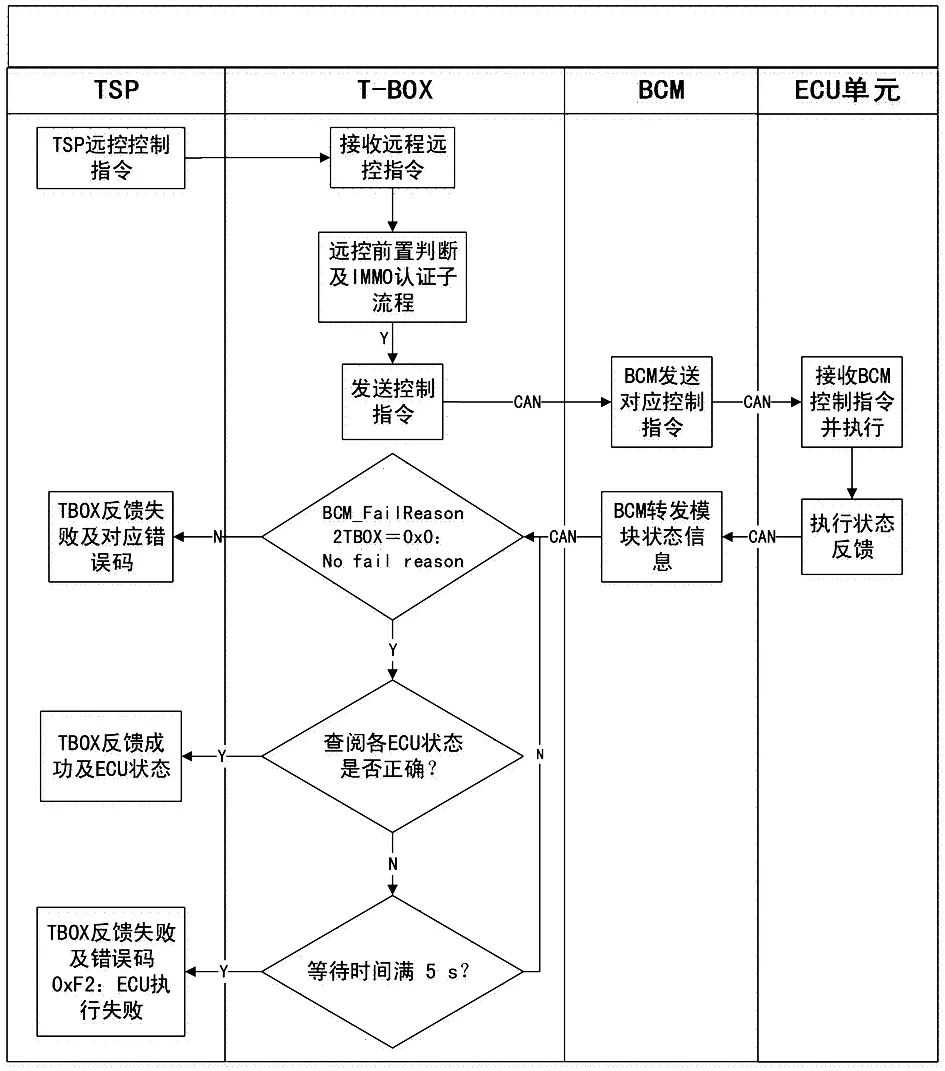 TSP
T-BOX
BCM
ECU单元
TSP远控控制
指令
接收远程远
控指令
远控前置判断
及IMMO认证子
流程
Y
发送控制
指令
CAN
BCM发送
对应控制
指令
CAN
接收BCM
控制指令
并执行
TBOX反馈失
败及对应错
误码
N
BCM_FailReason
2TBOX=0x0:
No fail reason
CAN
BCM转发模
块状态信
息
CAN
执行状态
反馈
Y
TBOX反馈成
功及ECU状态
Y
查阅各ECU状态
是否正确?
N
N
TBOX反馈失败
及错误码
0xF2: ECU执
行失败
Y
等待时间满 5 s?